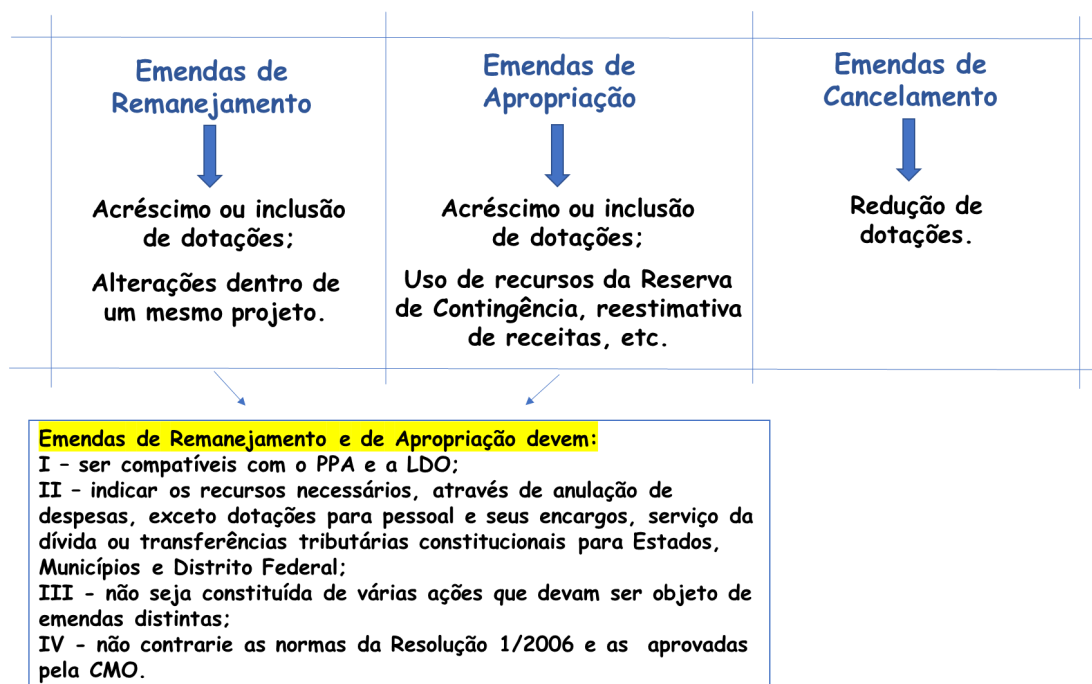 Emendas de
Remanejamento
Acréscimo ou inclusão
de dotações;
Alterações dentro de
um mesmo projeto.
Emendas de
Apropriação
Acréscimo ou inclusão
de dotações;
Uso de recursos da Reserva
de Contingência, reestimativa
de receitas, etc.
Emendas de
Cancelamento
Redução de
dotações.
Emendas de Remanejamento e de Apropriação devem:
I – ser compatíveis com o PPA e a LDO;
II – indicar os recursos necessários, através de anulação de
despesas, exceto dotações para pessoal e seus encargos, serviço da
dívida ou transferências tributárias constitucionais para Estados,
Municípios e Distrito Federal;
III - não seja constituída de várias ações que devam ser objeto de
emendas distintas;
IV - não contrarie as normas da Resolução 1/2006 e as aprovadas
pela CMO.